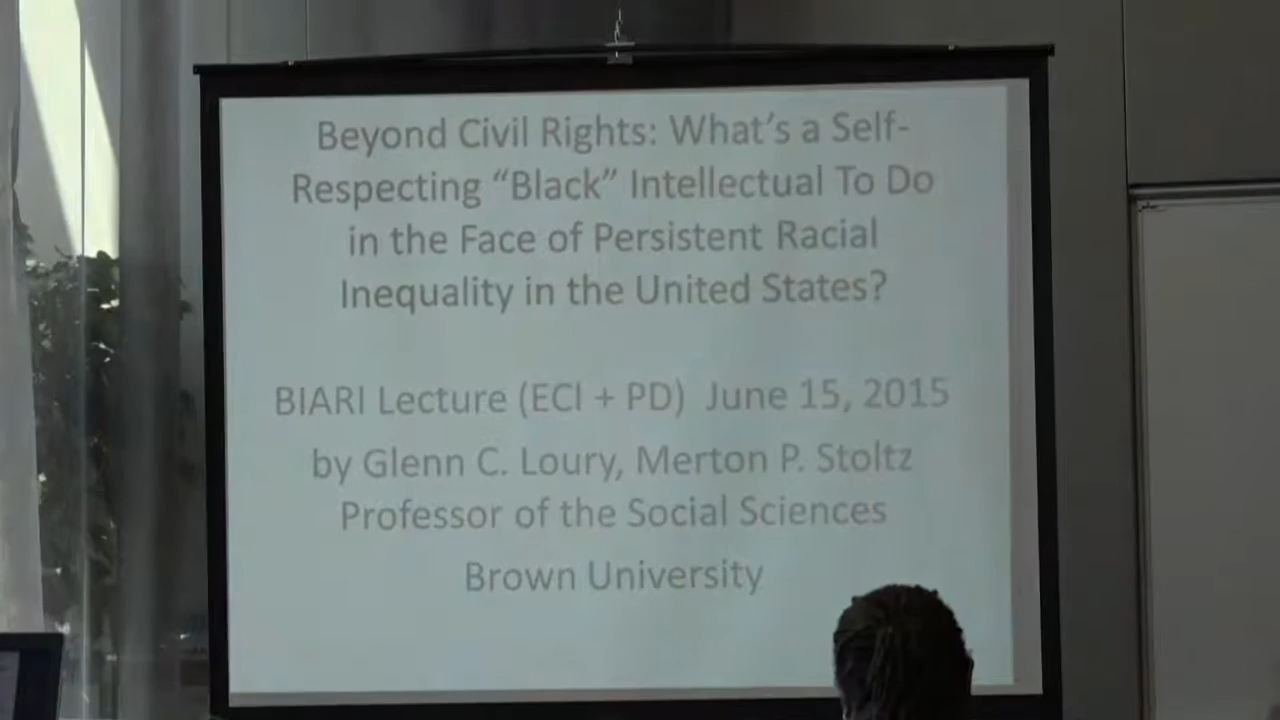 Beyond Civil Rights: What's a Self-
Respecting “Black” Intellectual To Do
in the Face of Persistent Racial
Inequality in the United States?
BIARI Lecture (ECI + PD)  June 15, 2015
by Glenn C. Loury, Merton P. Stoltz
Professor of the Social Sciences
Brown University